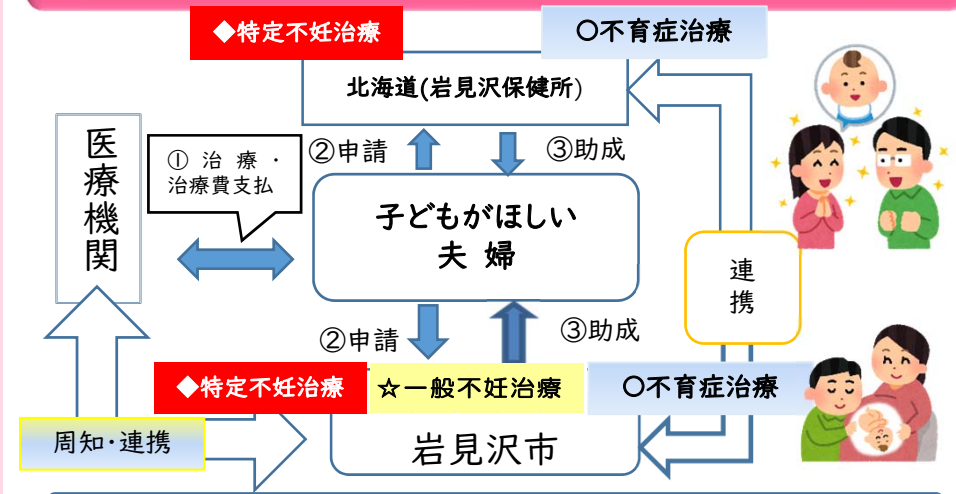 ◆特定不妊治療
〇不育症治療
北海道(岩見沢保健所)
医療機関
① 治 療 ・
治療費支払
②申請
③助成
子どもがほしい
夫 婦
連携
②申請
③助成
◆特定不妊治療
☆一般不妊治療
〇不育症治療
周知・連携
岩見沢市